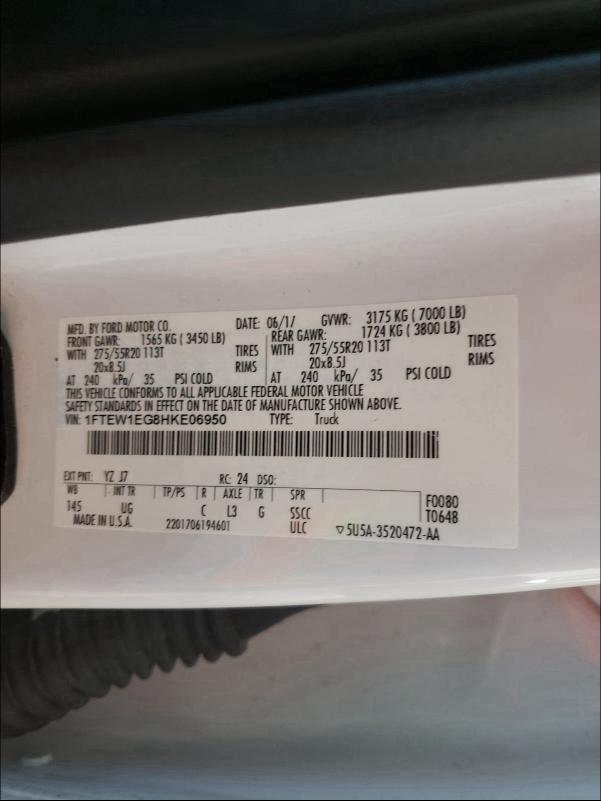 MFD. BY FORD MOTOR CO. DATE: 06/17 GVWR: 3175 KG ( 7000 LB)
FRONT GAWR: 1565 KG ( 3450 LB) REAR GAWR: 1724 KG ( 3800 LB)
WITH 275/55R20 113T TIRES WITH 275/55R20 113T TIRES
20x8.5J RIMS 20x8.5J RIMS
AT 240 kPa/ 35 PSI COLD AT 240 kPa/ 35 PSI COLD
THIS VEHICLE CONFORMS TO ALL APPLICABLE FEDERAL MOTOR VEHICLE
SAFETY STANDARDS IN EFFECT ON THE DATE OF MANUFACTURE SHOWN ABOVE.
VIN: 1FTEW1EG8HKE06950 TYPE: Truck
EXT PNT: YZ J7 RC: 24 DSO:
WB INT TR TP/PS R AXLE TR SPR F0080
145 UG C L3 G SSCC T0648
MADE IN U.S.A. 2201706194601 ULC ▽5U5A-3520472-AA